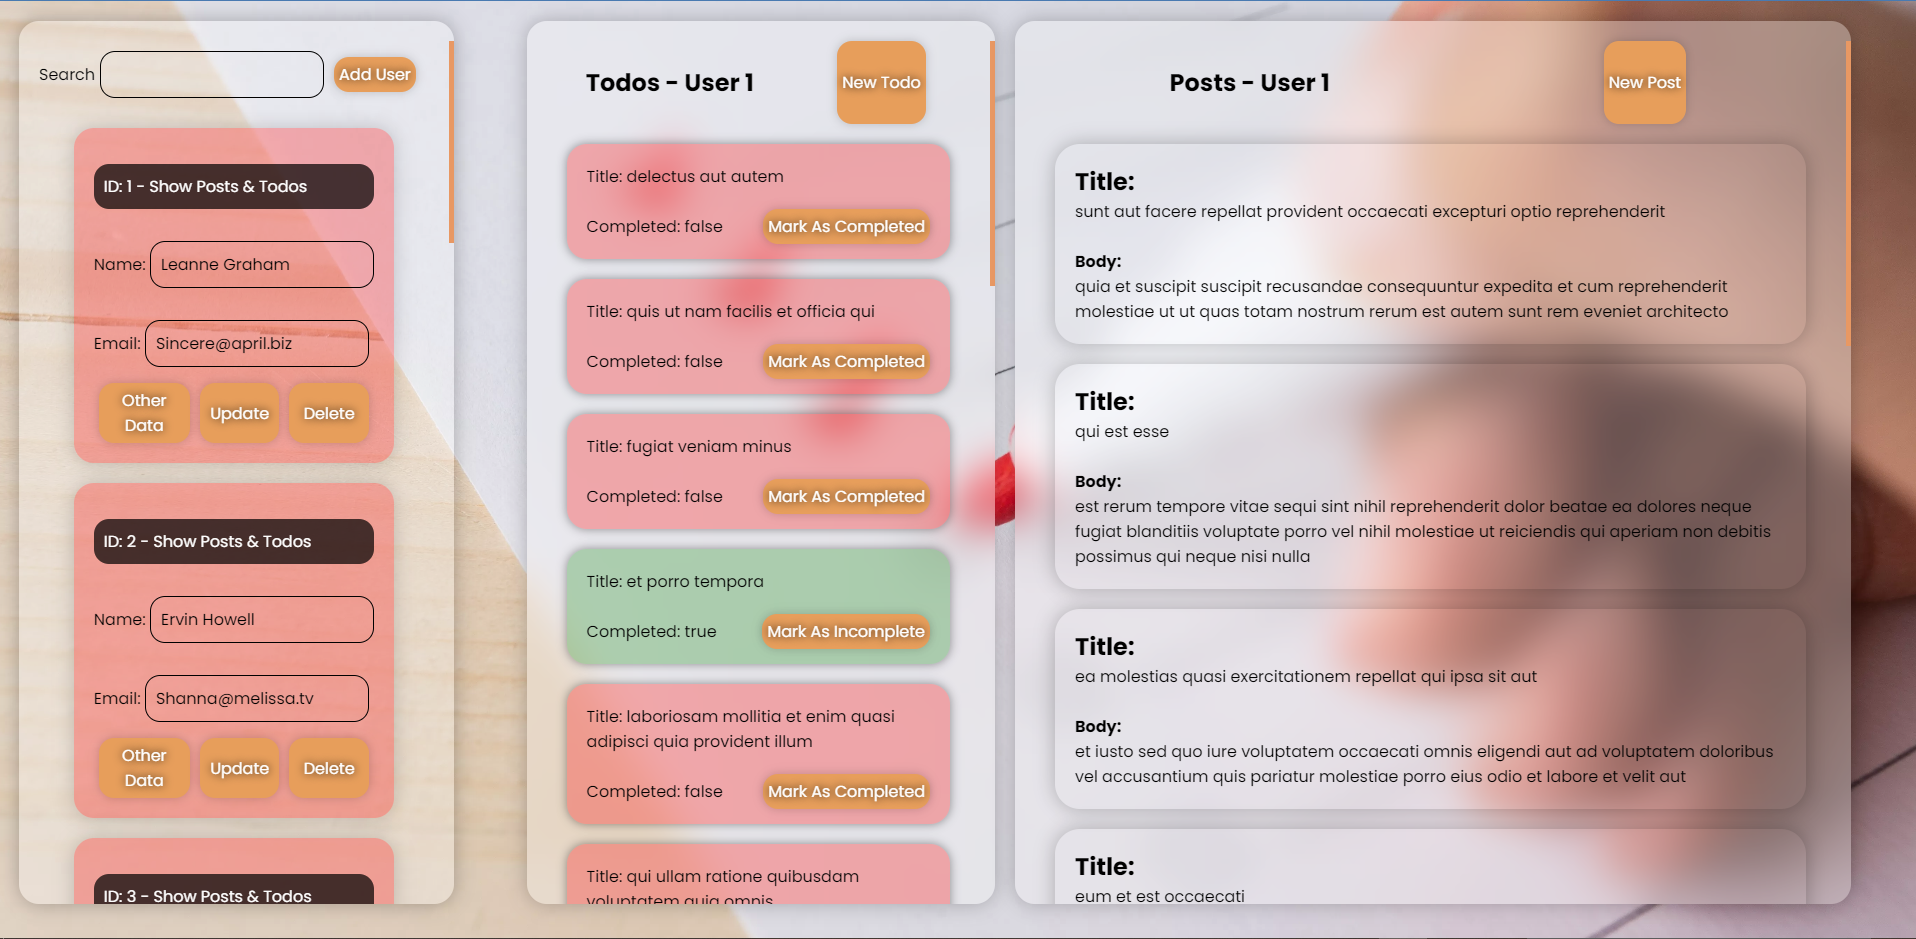 Search
Add User
ID: 1 - Show Posts & Todos
Name: Leanne Graham
Email: Sincere@april.biz
Other
Data
Update
Delete
ID: 2 - Show Posts & Todos
Name: Ervin Howell
Email: Shanna@melissa.tv
Other
Data
Update
Delete
ID: 3 - Show Posts & Todos
Todos - User 1
New Todo
Title: delectus aut autem
Completed: false
Mark As Completed
Title: quis ut nam facilis et officia qui
Completed: false
Mark As Completed
Title: fugiat veniam minus
Completed: false
Mark As Completed
Title: et porro tempora
Completed: true
Mark As Incomplete
Title: laboriosam mollitia et enim quasi
adipisci quia provident illum
Completed: false
Mark As Completed
Title: qui ullam ratione quibusdam
voluptatem quia omnis
Posts - User 1
New Post
Title:
sunt aut facere repellat provident occaecati excepturi optio reprehenderit
Body:
quia et suscipit suscipit recusandae consequuntur expedita et cum reprehenderit
molestiae ut ut quas totam nostrum rerum est autem sunt rem eveniet architecto
Title:
qui est esse
Body:
est rerum tempore vitae sequi sint nihil reprehenderit dolor beatae ea dolores neque
fugiat blanditiis voluptate porro vel nihil molestiae ut reiciendis qui aperiam non debitis
possimus qui neque nisi nulla
Title:
ea molestias quasi exercitationem repellat qui ipsa sit aut
Body:
et iusto sed quo iure voluptatem occaecati omnis eligendi aut ad voluptatem doloribus
vel accusantium quis pariatur molestiae porro eius odio et labore et velit aut
Title:
eum et est occaecati